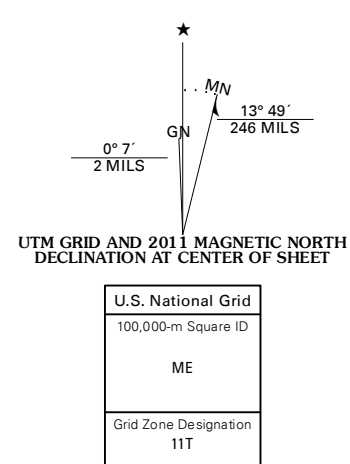 MN
13° 49´
246 MILS
GN
0° 7´
2 MILS
UTM GRID AND 2011 MAGNETIC NORTH
DECLINATION AT CENTER OF SHEET
U.S. National Grid
100,000-m Square ID
ME
Grid Zone Designation
11T